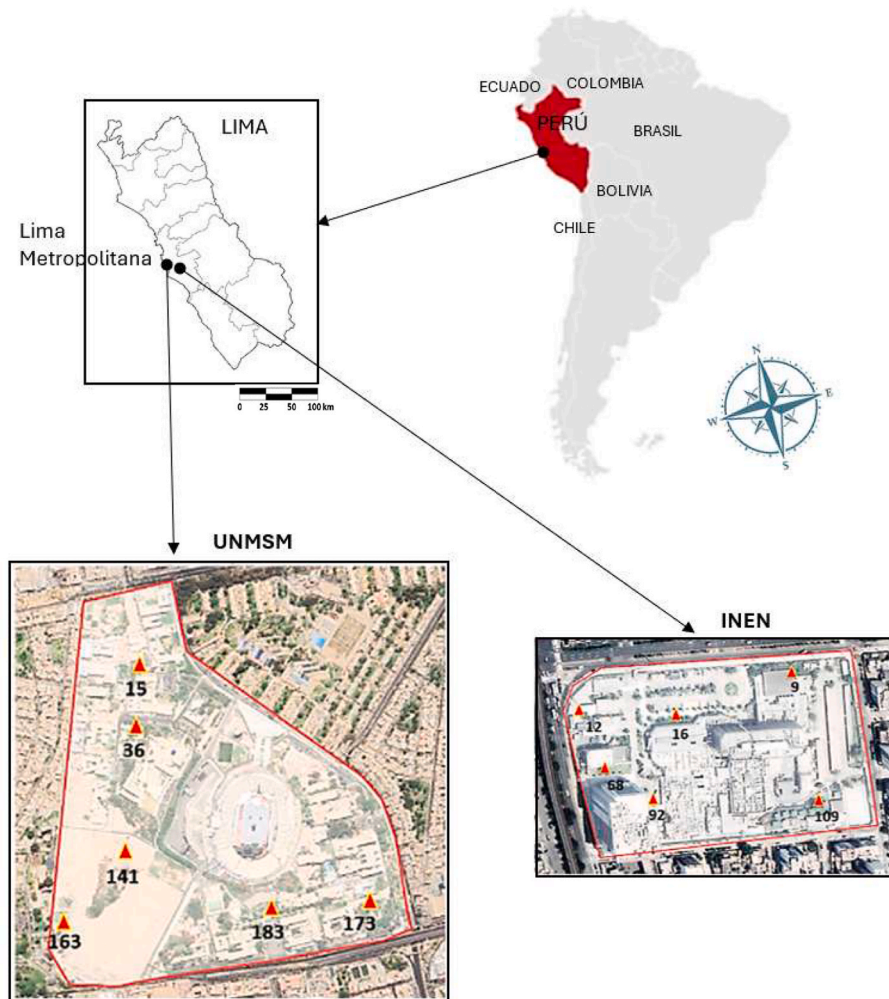 ECUADO
COLOMBIA
PERÚ
BRASIL
BOLIVIA
CHILE
LIMA
Lima
Metropolitana
0 25 50 100 km
N
E
W
S
UNMSM
15
36
141
163
183
173
INEN
9
12
16
68
92
109